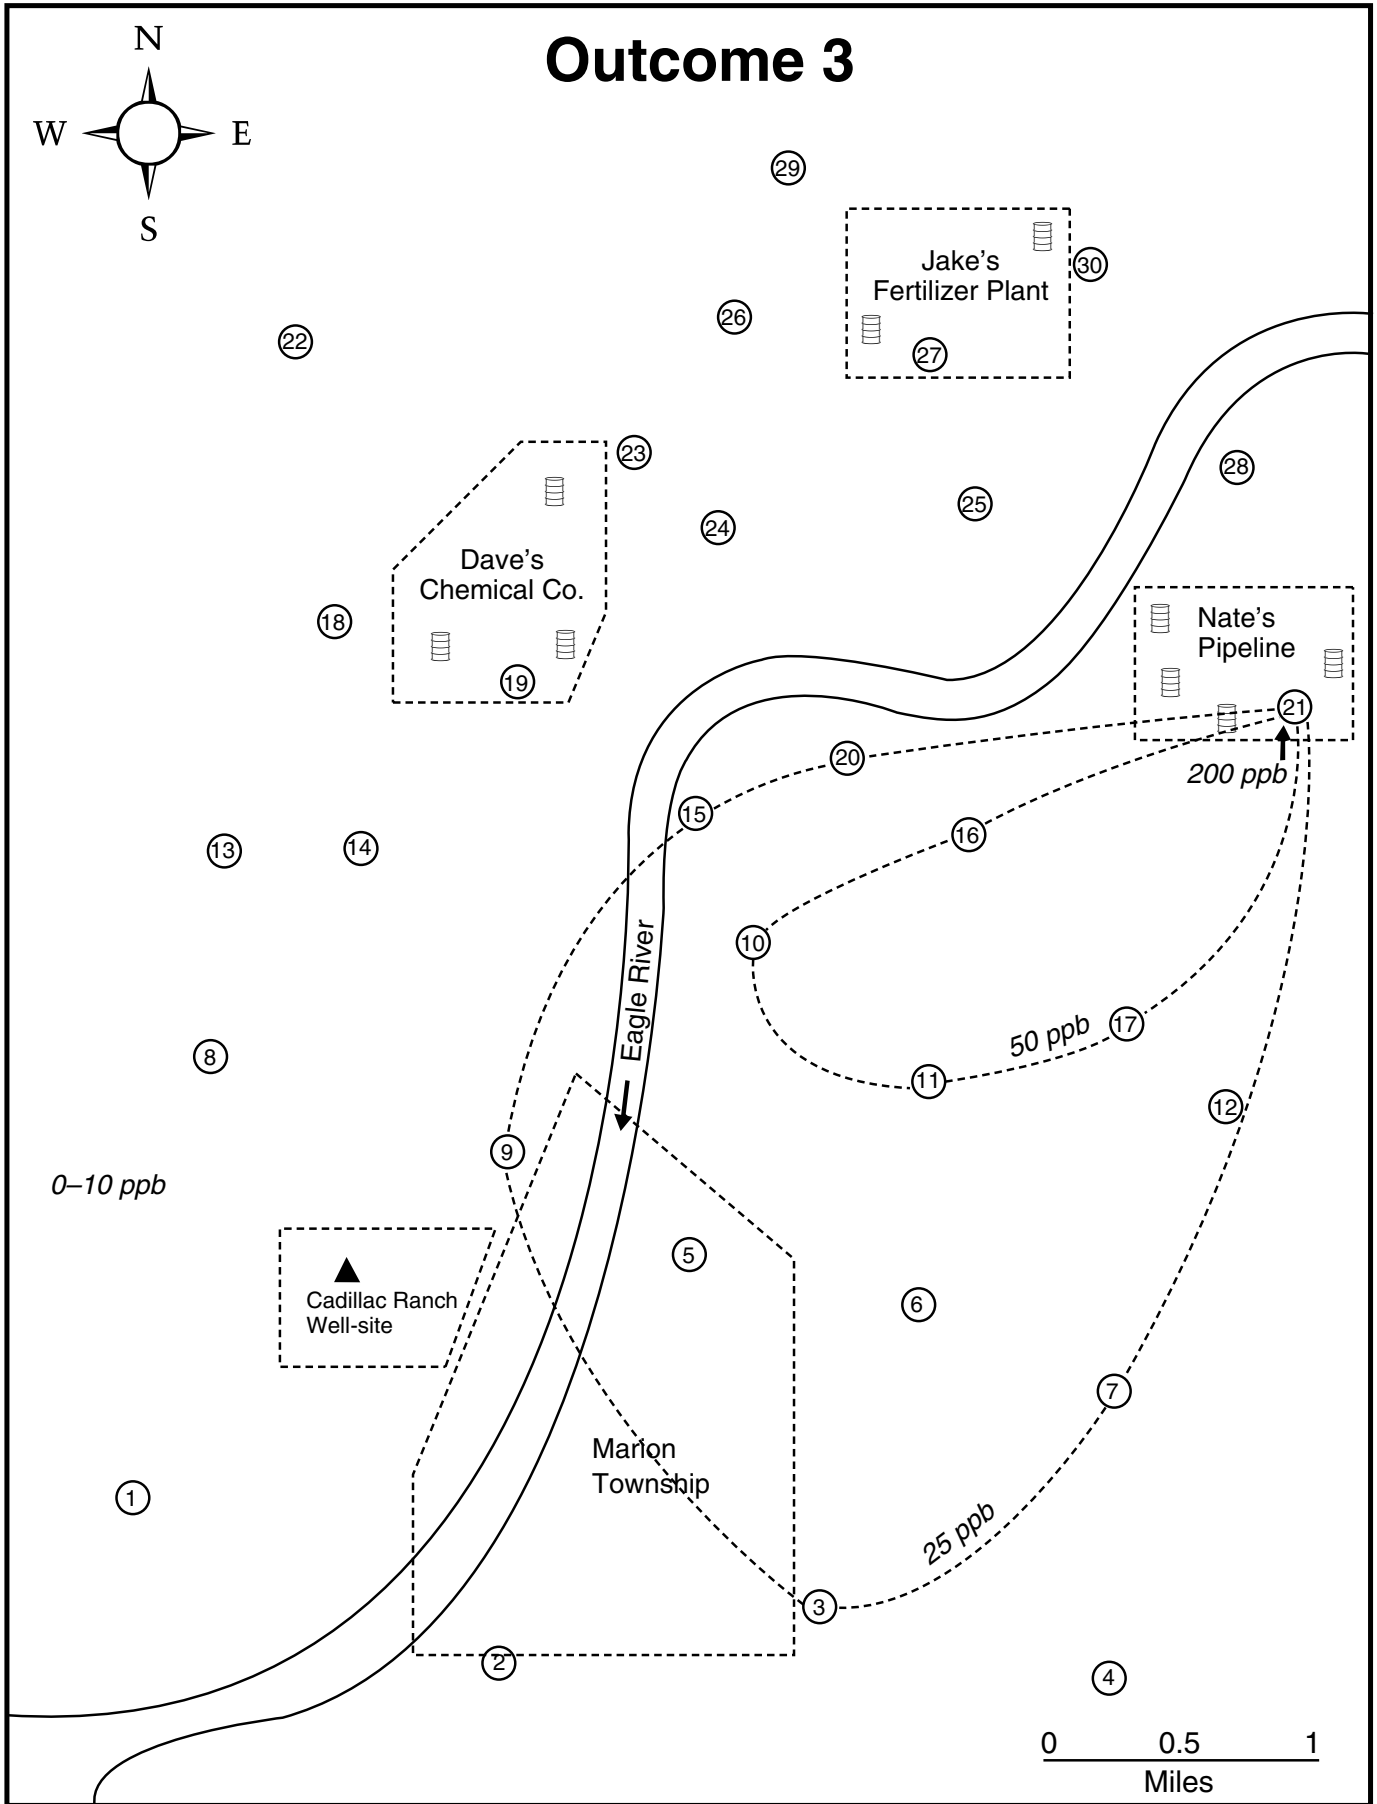 N
Outcome 3
W
E
S
29
Jake's
Fertilizer Plant
30
26
27
22
23
28
25
24
Dave's
Chemical Co.
18
19
Nate's
Pipeline
21
20
200 ppb
15
16
13
14
10
Eagle River
17
50 ppb
8
11
12
9
0–10 ppb
5
6
Cadillac Ranch
Well-site
7
Marion
Township
1
25 ppb
3
2
4
0 0.5 1
Miles